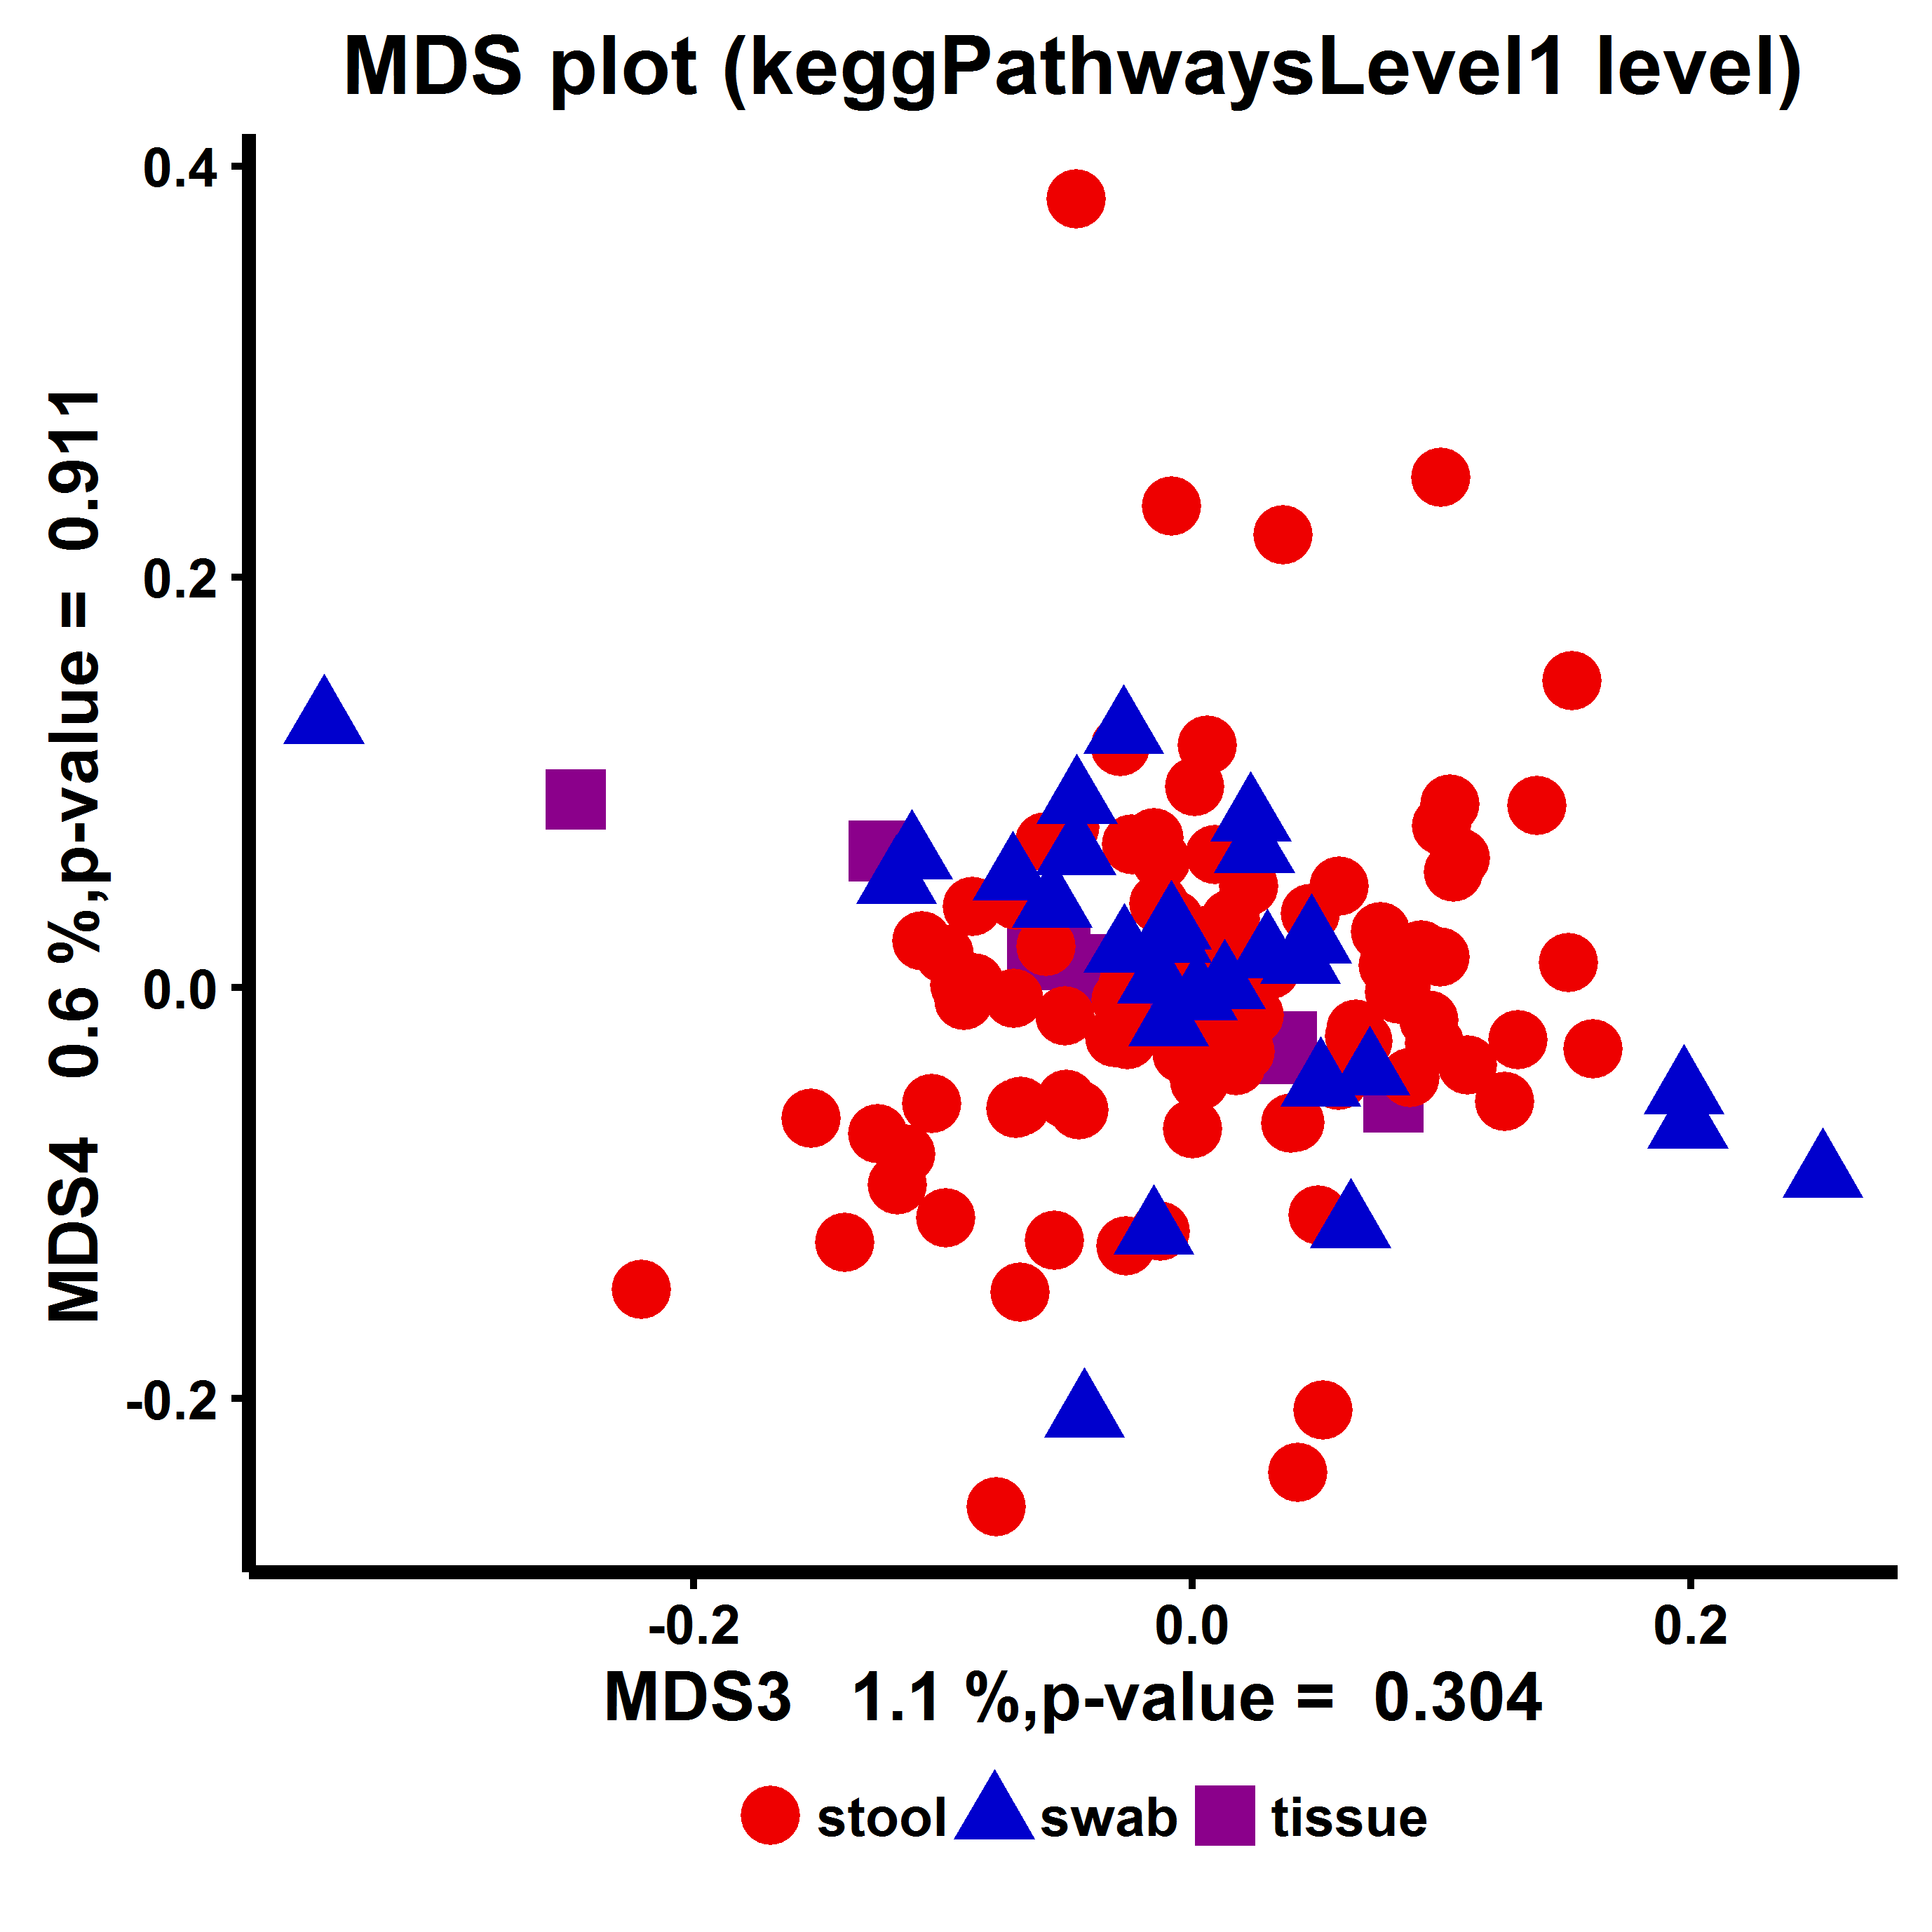 MDS plot (keggPathwaysLevel1 level)
MDS4 0.6 %,p-value = 0.911
0.4
0.2
0.0
-0.2
-0.2 0.0 0.2
MDS3 1.1 %,p-value = 0.304
stool swab tissue